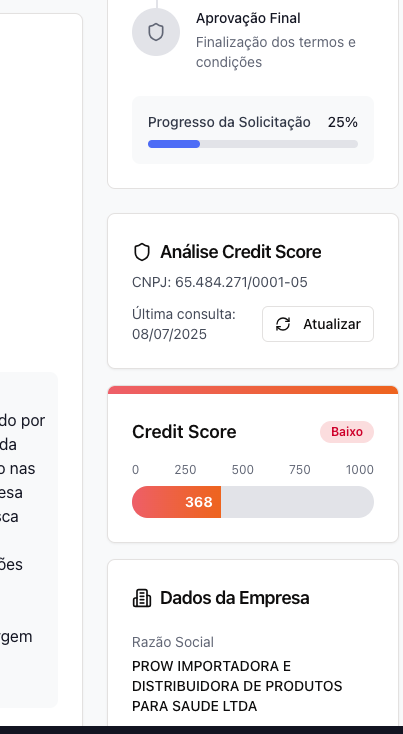 Aprovação Final
Finalização dos termos e
condições
Progresso da Solicitação 25%
Análise Credit Score
CNPJ: 65.484.271/0001-05
Última consulta:
08/07/2025
Atualizar
Credit Score
Baixo
0 250 500 750 1000
368
Dados da Empresa
Razão Social
PROW IMPORTADORA E
DISTRIBUIDORA DE PRODUTOS
PARA SAUDE LTDA
do por
da
nas
esa
sca
ões
gem